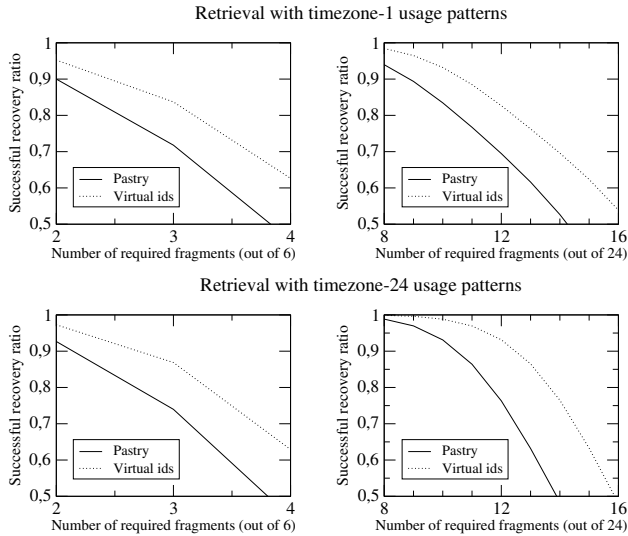 Retrieval with timezone-1 usage patterns
Successful recovery ratio
1
0,9
0,8
0,7
0,6
0,5
Pastry
Virtual ids
2
3
4
Number of required fragments (out of 6)
Successful recovery ratio
1
0,9
0,8
0,7
0,6
0,5
Pastry
Virtual ids
8
12
16
Number of required fragments (out of 24)
Retrieval with timezone-24 usage patterns
Successful recovery ratio
1
0,9
0,8
0,7
0,6
0,5
Pastry
Virtual ids
2
3
4
Number of required fragments (out of 6)
Successful recovery ratio
1
0,9
0,8
0,7
0,6
0,5
Pastry
Virtual ids
8
12
16
Number of required fragments (out of 24)